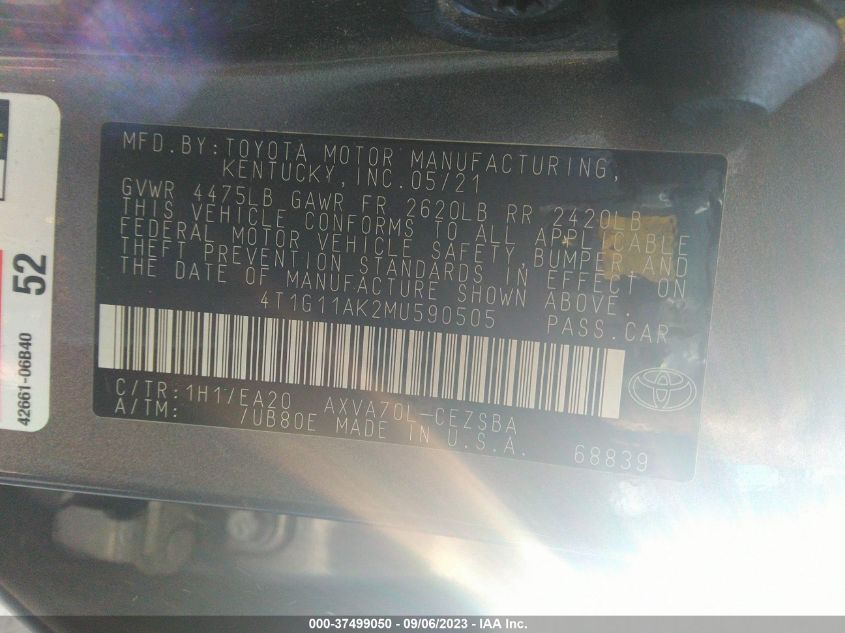 MFD.BY:TOYOTA MOTOR MANUFACTURING,
KENTUCKY,INC.05/21
GVWR 4475LB GAWR FR 2620LB RR 2420LB
THIS VEHICLE CONFORMS TO ALL APPLICABLE
FEDERAL MOTOR VEHICLE SAFETY,BUMPER AND
THEFT PREVENTION STANDARDS IN EFFECT ON
THE DATE OF MANUFACTURE SHOWN ABOVE.
4T1G11AK2MU590505 PASS.CAR
C/TR:1H1/EA20 AXVA70L-CEZSBA
A/TM: /UB80E MADE IN U.S.A.
68839
52
42661-06B40
000-37499050 - 09/06/2023 - IAA Inc.